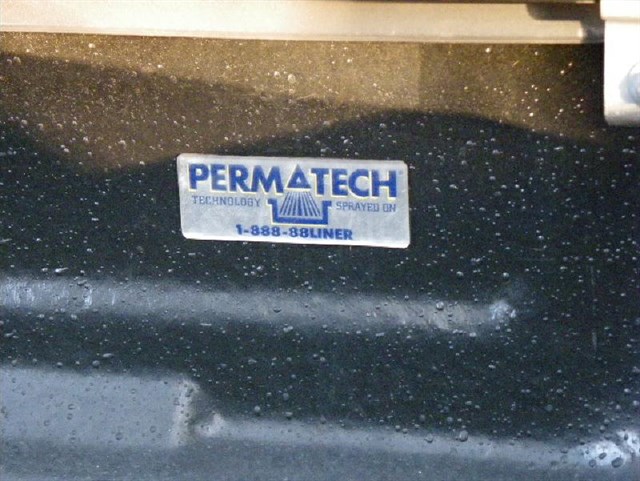 PERMATECH
TECHNOLOGY SPRAYED ON
1-888-88LINER